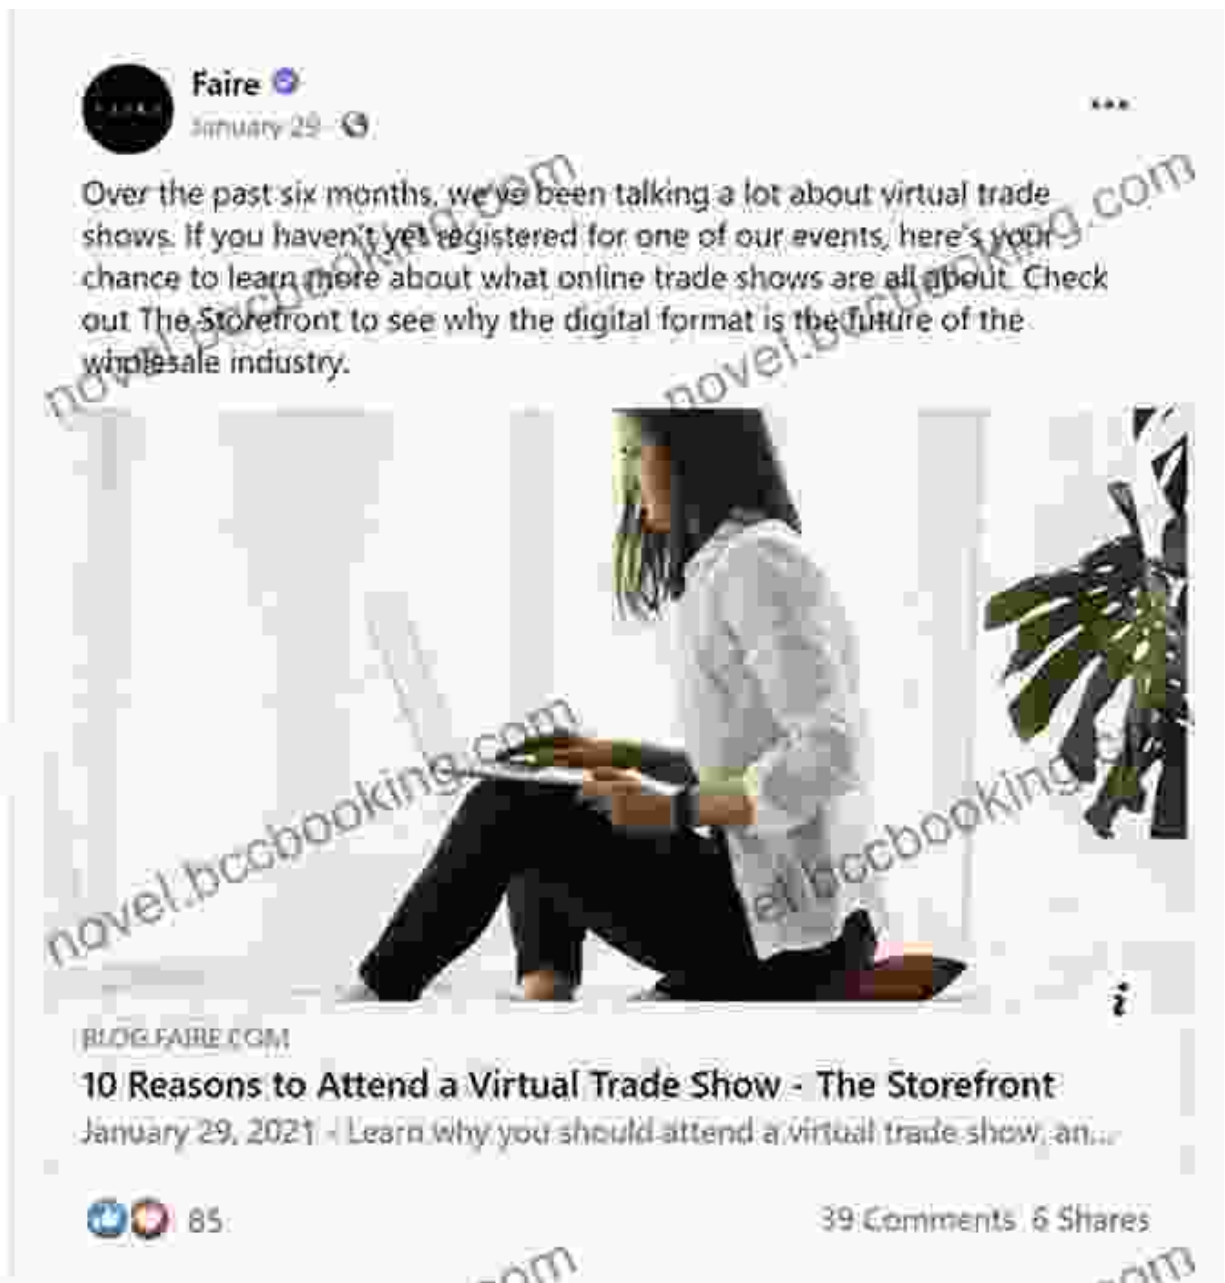 Faire
January 29
Over the past six months, we've been talking a lot about virtual trade
shows. If you haven't yet registered for one of our events, here's your
chance to learn more about what online trade shows are all about. Check
out The Storefront to see why the digital format is the future of the
wholesale industry.
novel.bccbooking.com
novel.bccbooking.com
novel.bccbooking.com
el.bccbooking.c
i
BLOG.FAIRE.COM
10 Reasons to Attend a Virtual Trade Show - The Storefront
January 29, 2021 - Learn why you should attend a virtual trade show, an...
85
39 Comments 6 Shares
om
om